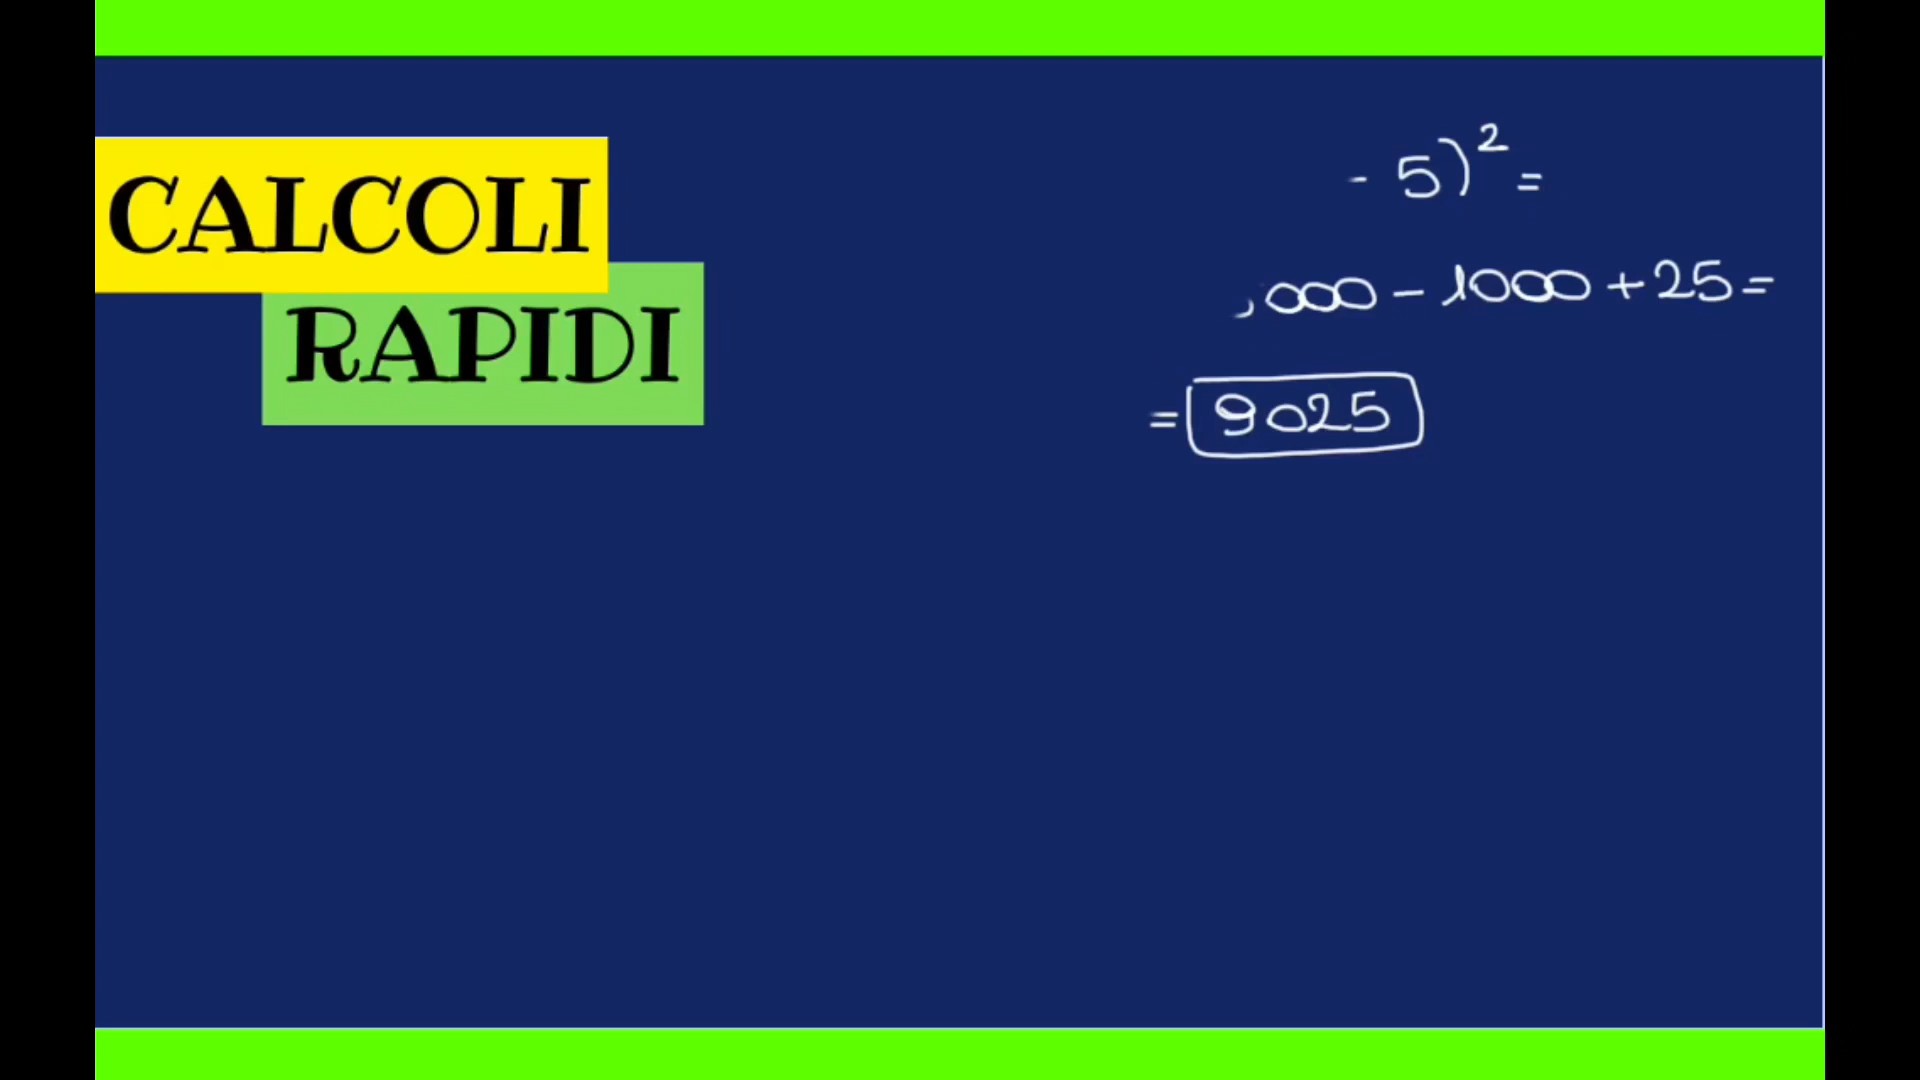 CALCOLI
RAPIDI
- 5)² =
000 - 1000 + 25 =
= 9025